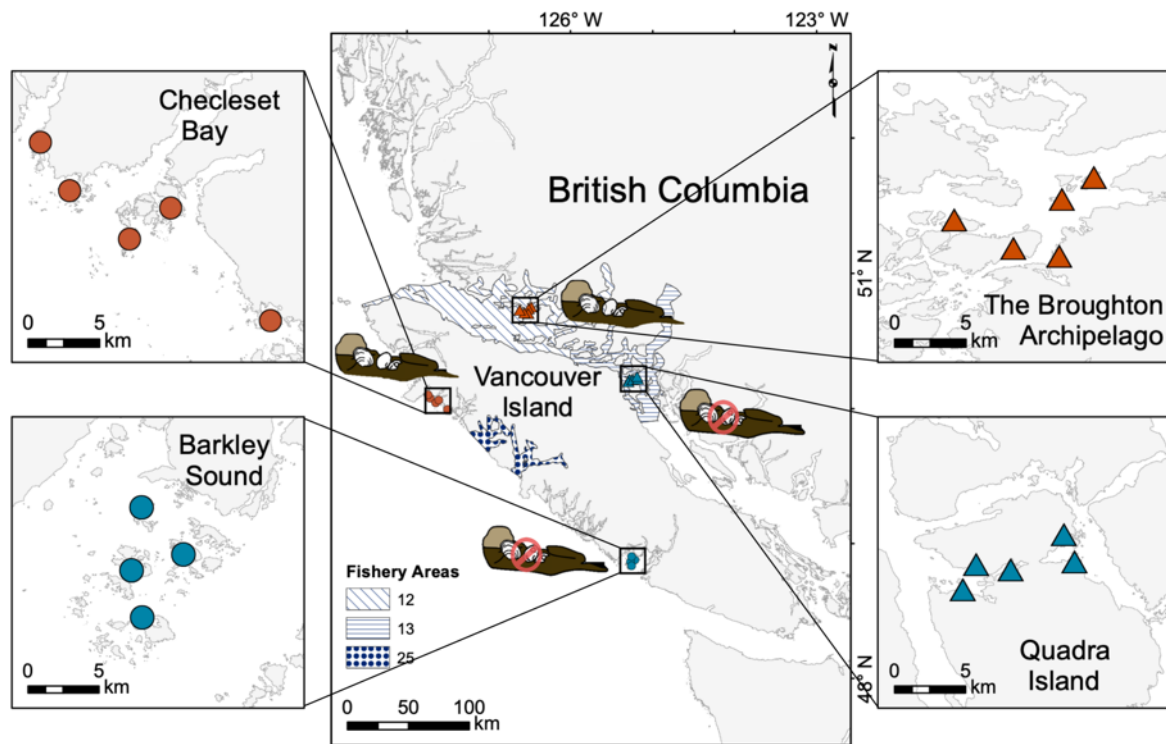 126° W
123° W
N
Checleset
Bay
0
5
km
British Columbia
51° N
The Broughton
Archipelago
0
5
km
Vancouver
Island
Barkley
Sound
0
5
km
Fishery Areas
12
13
25
0
50
100
km
48° N
Quadra
Island
0
5
km